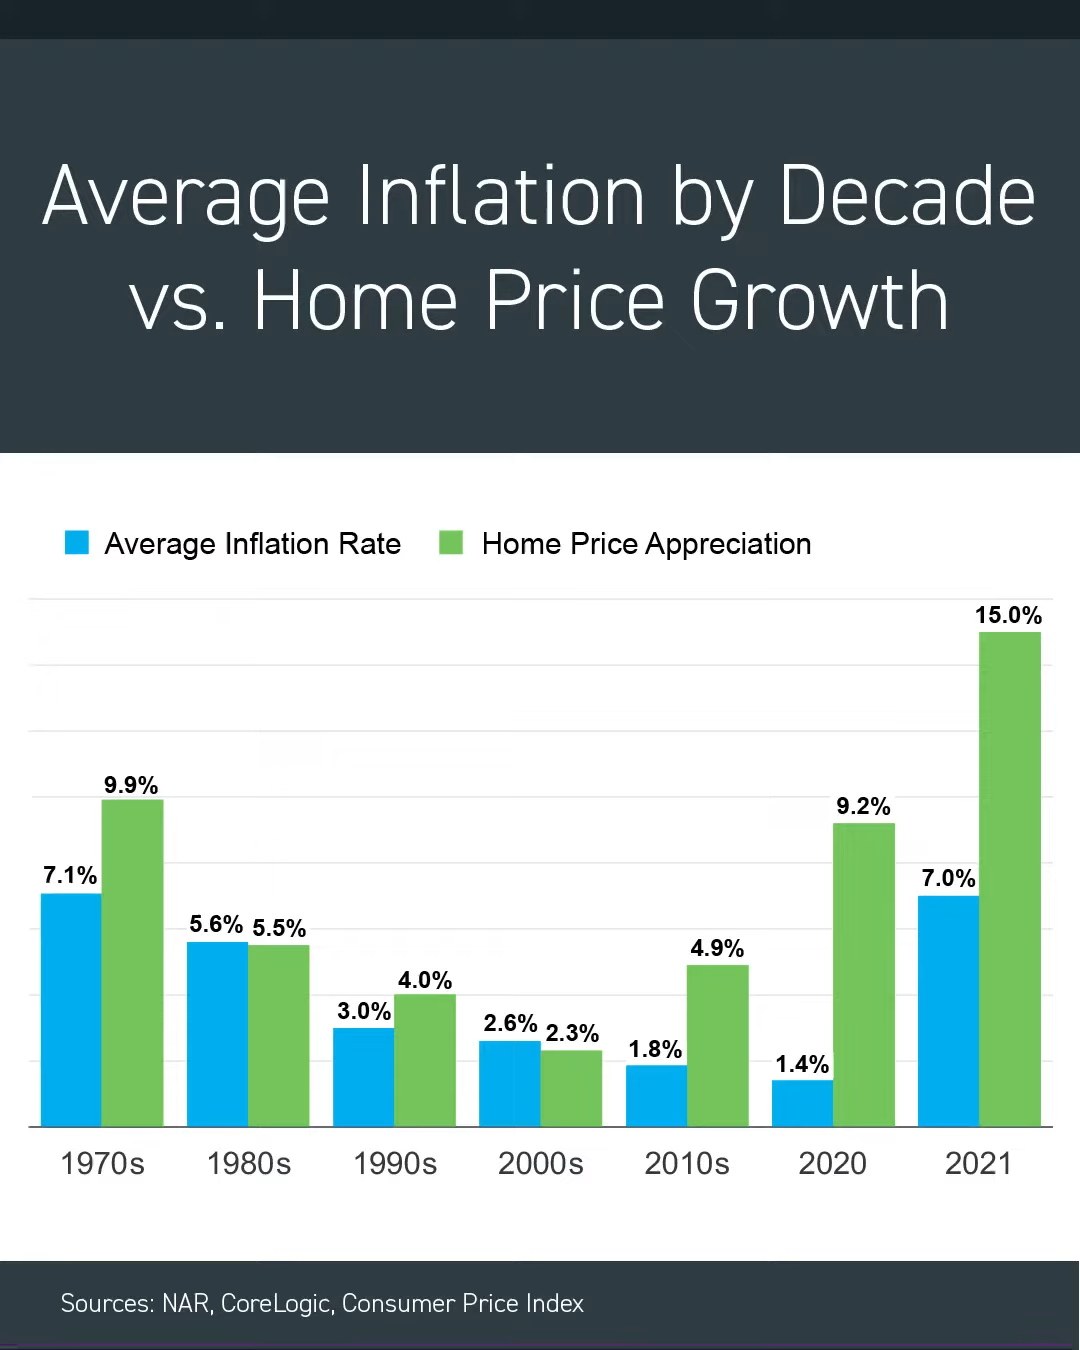 Average Inflation by Decade
vs. Home Price Growth
Average Inflation Rate
Home Price Appreciation
7.1%
9.9%
5.6%
5.5%
3.0%
4.0%
2.6%
2.3%
1.8%
4.9%
1.4%
9.2%
7.0%
15.0%
1970s
1980s
1990s
2000s
2010s
2020
2021
Sources: NAR, CoreLogic, Consumer Price Index